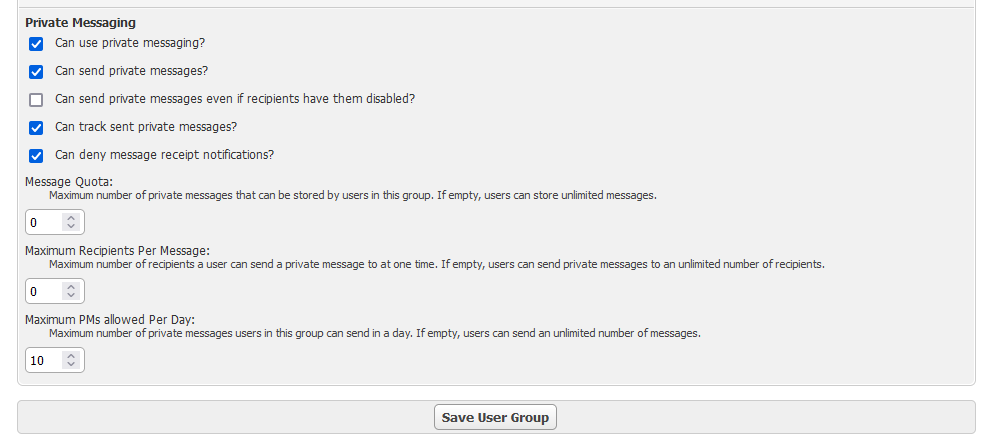 Private Messaging
Can use private messaging?
Can send private messages?
Can send private messages even if recipients have them disabled?
Can track sent private messages?
Can deny message receipt notifications?
Message Quota:
Maximum number of private messages that can be stored by users in this group. If empty, users can store unlimited messages.
0
Maximum Recipients Per Message:
Maximum number of recipients a user can send a private message to at one time. If empty, users can send private messages to an unlimited number of recipients.
0
Maximum PMs allowed Per Day:
Maximum number of private messages users in this group can send in a day. If empty, users can send an unlimited number of messages.
10
Save User Group